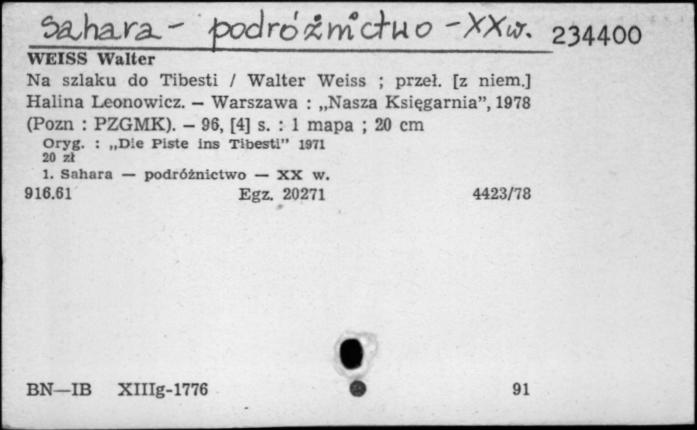 Sahara - podróżnictwo - XX w. 234400
WEISS Walter
Na szlaku do Tibesti / Walter Weiss ; przeł. [z niem.]
Halina Leonowicz. — Warszawa : „Nasza Księgarnia”, 1978
(Pozn : PZGMK). — 96, [4] s. : 1 mapa ; 20 cm
Oryg. : „Die Piste ins Tibesti” 1971
20 zł
1. Sahara — podróżnictwo — XX w.
916.61 Egz. 20271 4423/78
BN—IB XIIIg-1776 91